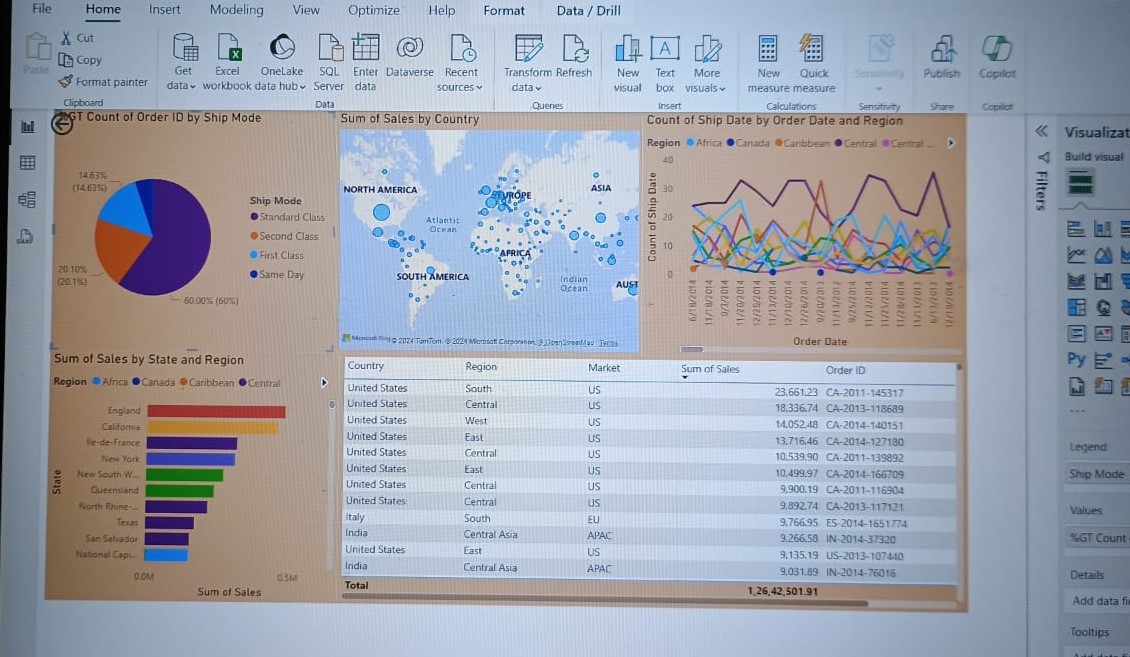 File Home Insert Modeling View Optimize Help Format Data / Drill
Paste
Cut
Copy
Format painter
Clipboard
Get data
Excel workbook
OneLake data hub
SQL Server
Enter data
Dataverse
Recent sources
Data
Transform data
Refresh
Queries
New visual
Text box
More visuals
Insert
New measure
Quick measure
Calculations
Sensitivity
Sensitivity
Publish
Share
Copilot
Copilot
%GT Count of Order ID by Ship Mode
14.63%
(14.63%)
20.10%
(20.1%)
60.00% (60%)
Ship Mode
Standard Class
Second Class
First Class
Same Day
Sum of Sales by Country
NORTH AMERICA
EUROPE
ASIA
Atlantic
Ocean
AFRICA
SOUTH AMERICA
Indian
Ocean
AUST
© 2024 TomTom, © 2024 Microsoft Corporation, © OpenStreetMap Terms
Count of Ship Date by Order Date and Region
Region Africa Canada Caribbean Central Central ...
Count of Ship Date
40
30
20
10
0
Order Date
Sum of Sales by State and Region
Region Africa Canada Caribbean Central
State
England
California
Ile-de-France
New York
New South W...
Queensland
North Rhine-...
Texas
San Salvador
National Capi...
0.0M 0.5M
Sum of Sales
Country Region Market Sum of Sales Order ID
United States South US 23,661.23 CA-2011-145317
United States Central US 18,336.74 CA-2013-118689
United States West US 14,052.48 CA-2014-140151
United States East US 13,716.46 CA-2014-127180
United States Central US 10,539.90 CA-2011-139892
United States East US 10,499.97 CA-2014-166709
United States Central US 9,900.19 CA-2011-116904
United States Central US 9,892.74 CA-2013-117121
Italy South EU 9,766.95 ES-2014-1651774
India Central Asia APAC 9,266.58 IN-2014-37320
United States East US 9,135.19 US-2013-107440
India Central Asia APAC 9,031.89 IN-2014-76016
Total 1,26,42,501.91
Filters
Visualizat
Build visual
Py
Legend
Ship Mode
Values
%GT Count
Details
Add data fi
Tooltips